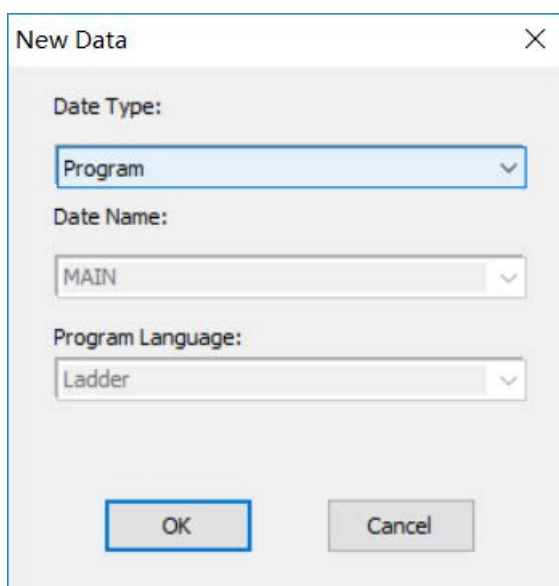 New Data
Date Type:
Program
Date Name:
MAIN
Program Language:
Ladder
OK Cancel